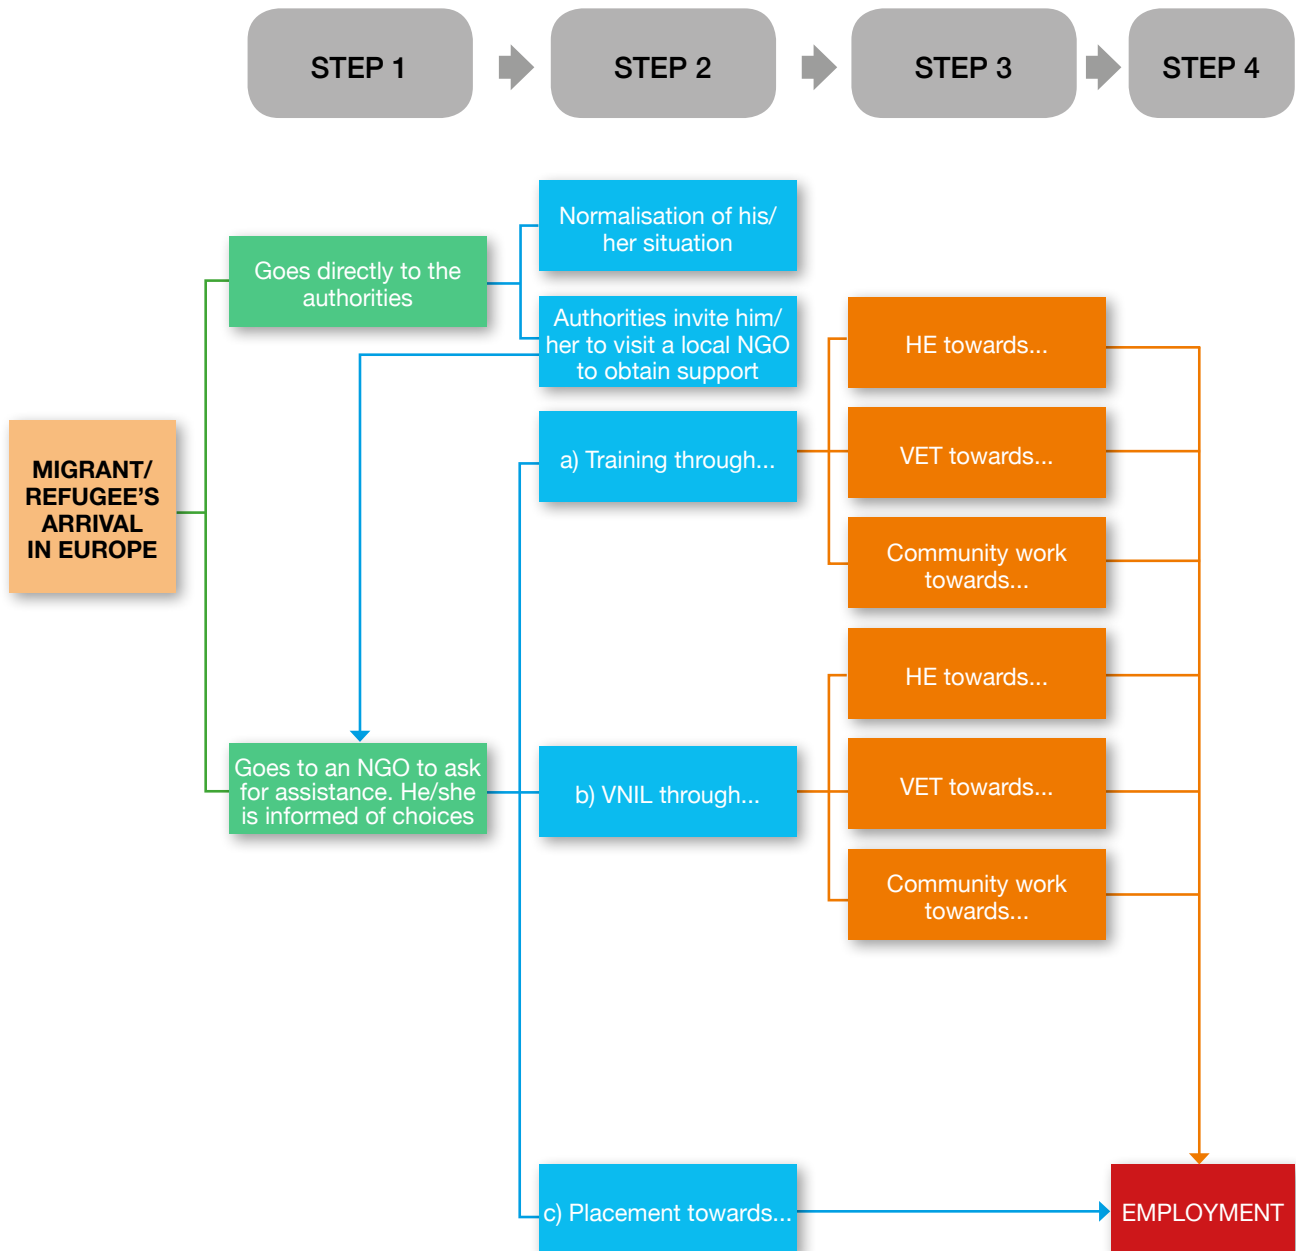 STEP 1
STEP 2
STEP 3
STEP 4
Normalisation of his/
her situation
Goes directly to the
authorities
Authorities invite him/
her to visit a local NGO
to obtain support
HE towards...
a) Training through...
VET towards...
MIGRANT/
REFUGEE’S
ARRIVAL
IN EUROPE
Community work
towards...
HE towards...
Goes to an NGO to ask
for assistance. He/she
is informed of choices
b) VNIL through...
VET towards...
Community work
towards...
c) Placement towards...
EMPLOYMENT